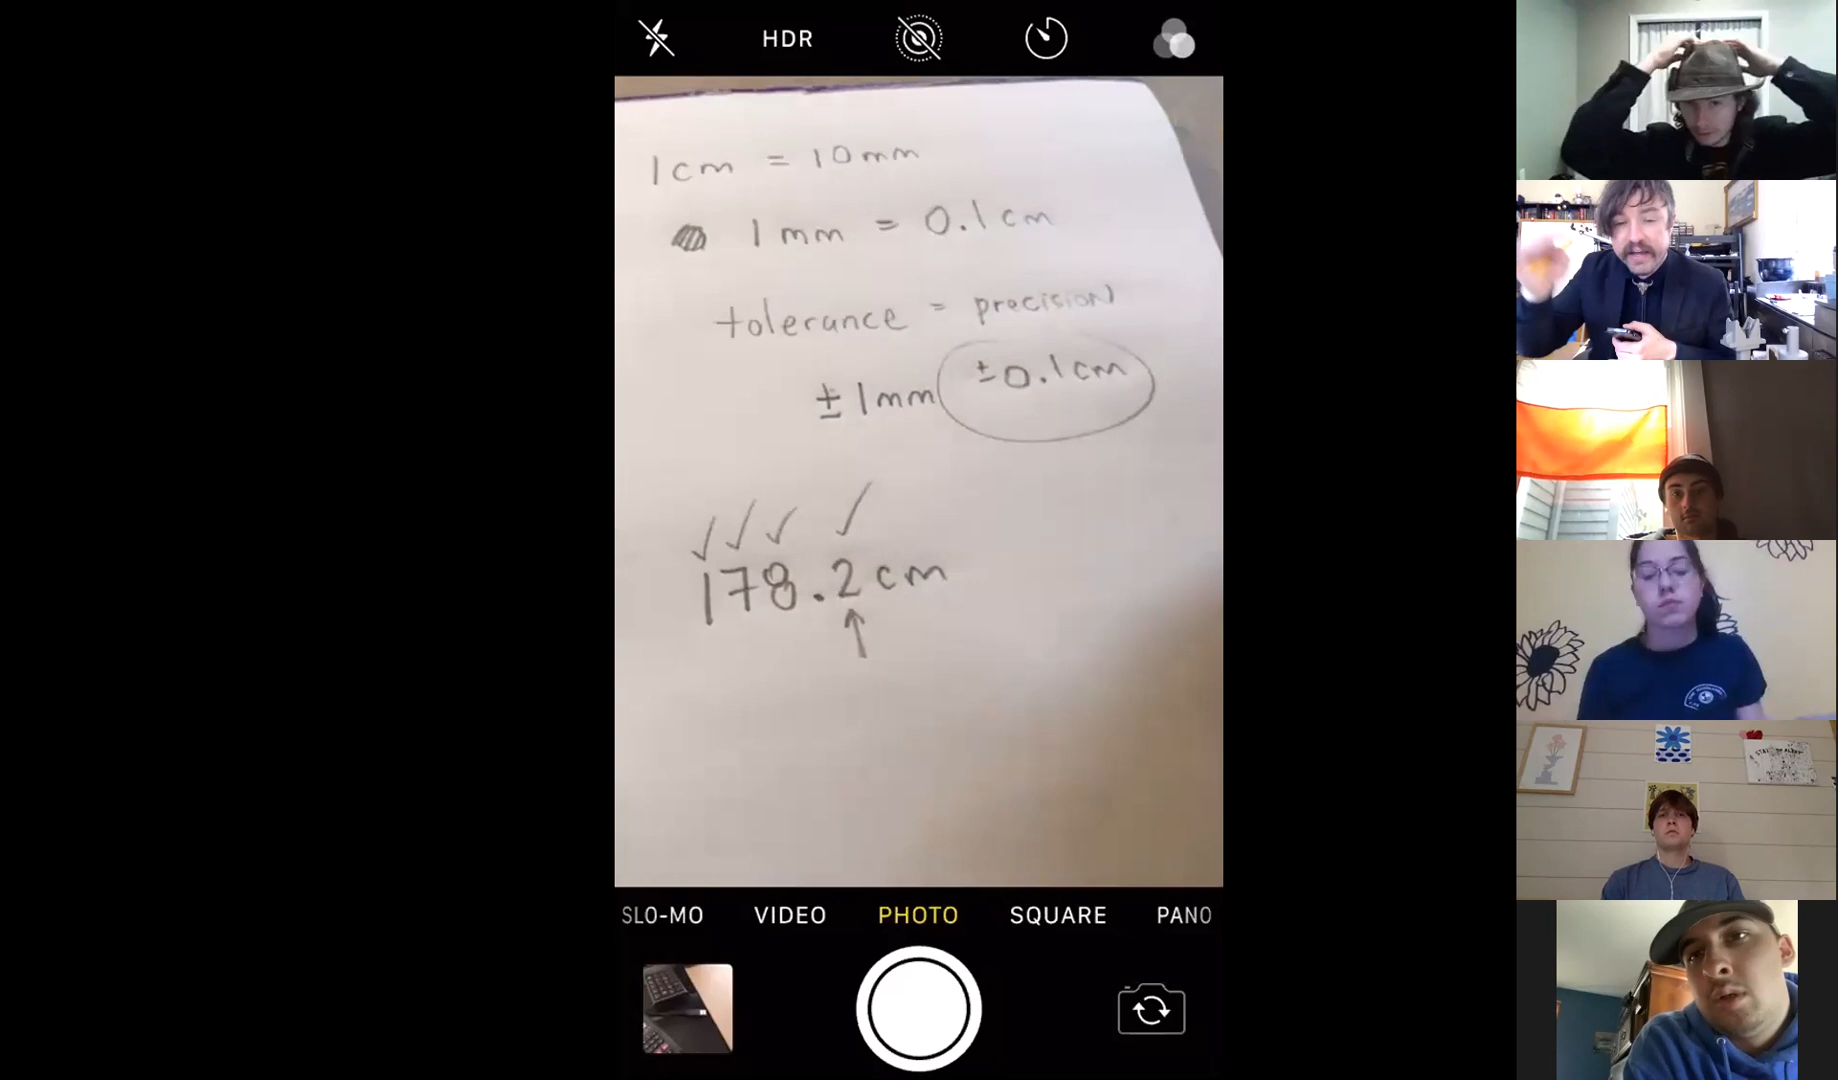 HDR
1cm = 10mm
1mm = 0.1cm
tolerance = precision
±1mm ±0.1cm
178.2cm
SLO-MO VIDEO PHOTO SQUARE PANO